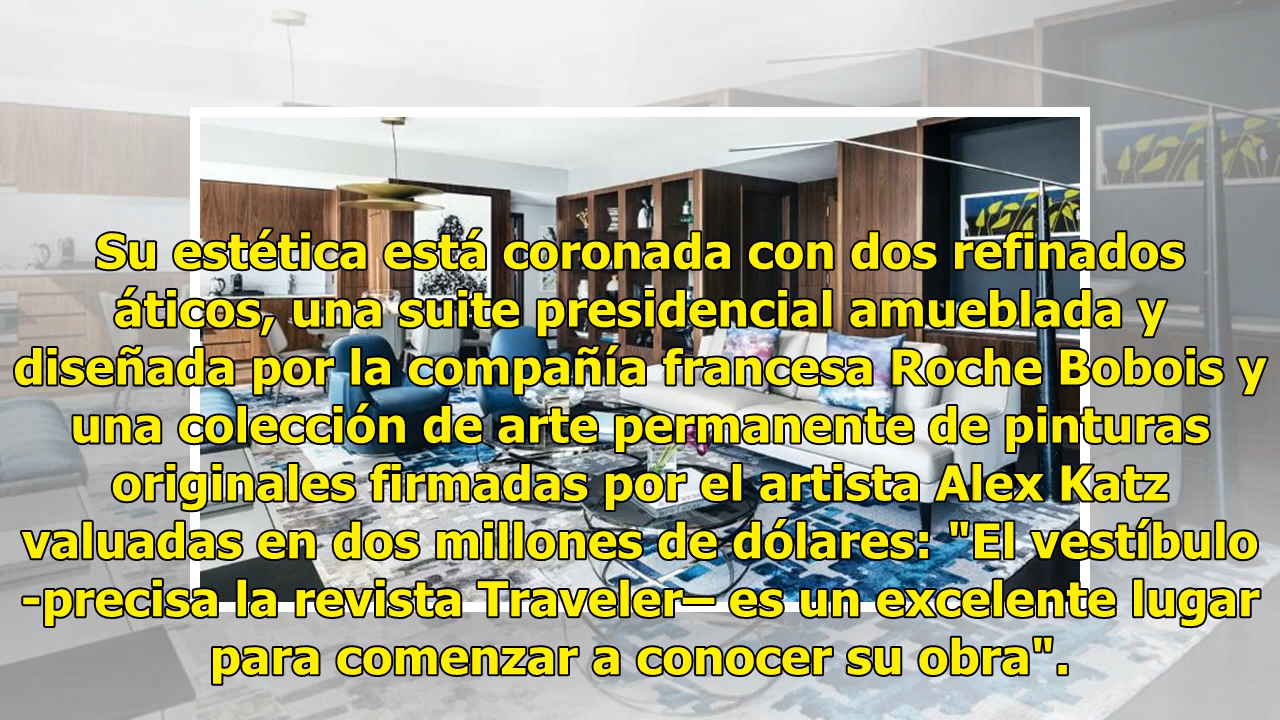 Su estética está coronada con dos refinados
áticos, una suite presidencial amueblada y
diseñada por la compañía francesa Roche Bobois y
una colección de arte permanente de pinturas
originales firmadas por el artista Alex Katz
valuadas en dos millones de dólares: "El vestíbulo
-precisa la revista Traveler– es un excelente lugar
para comenzar a conocer su obra".